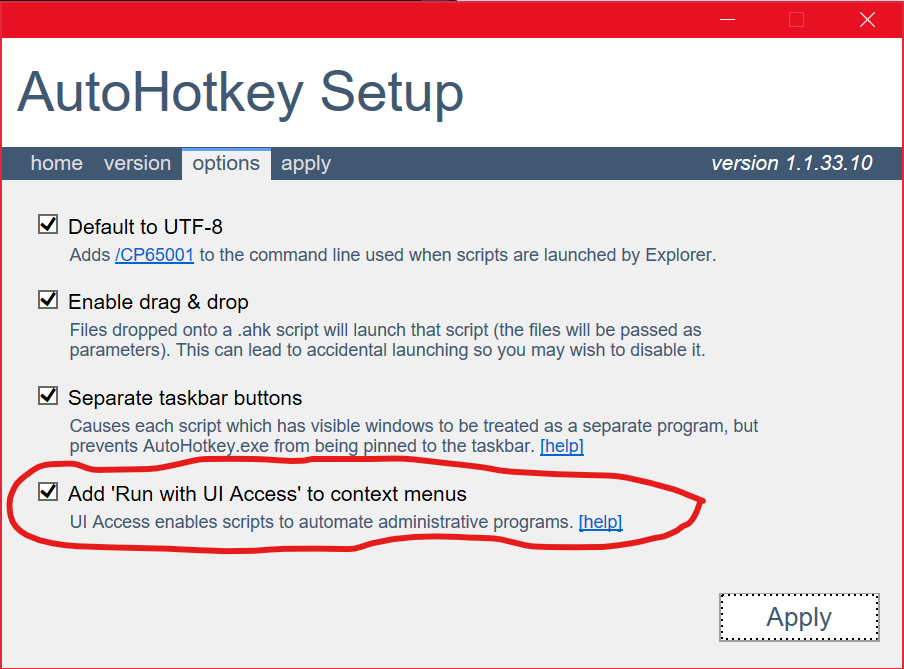 AutoHotkey Setup
home version options apply version 1.1.33.10
Default to UTF-8
Adds /CP65001 to the command line used when scripts are launched by Explorer.
Enable drag & drop
Files dropped onto a .ahk script will launch that script (the files will be passed as
parameters). This can lead to accidental launching so you may wish to disable it.
Separate taskbar buttons
Causes each script which has visible windows to be treated as a separate program, but
prevents AutoHotkey.exe from being pinned to the taskbar. [help]
Add 'Run with UI Access' to context menus
UI Access enables scripts to automate administrative programs. [help]
Apply